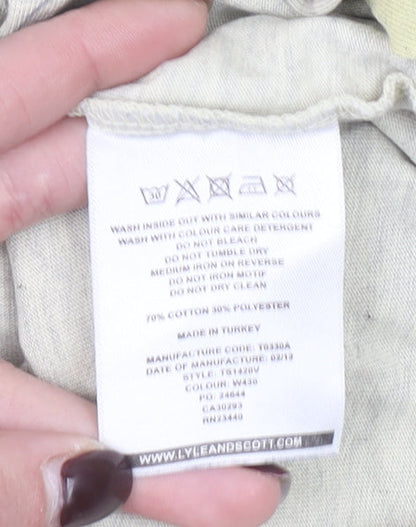 30
WASH INSIDE OUT WITH SIMILAR COLOURS
WASH WITH COLOUR CARE DETERGENT
DO NOT BLEACH
DO NOT TUMBLE DRY
MEDIUM IRON ON REVERSE
DO NOT IRON MOTIF
DO NOT DRY CLEAN
70% COTTON 30% POLYESTER
MADE IN TURKEY
MANUFACTURE CODE: T0330A
DATE OF MANUFACTURE: 02/12
STYLE: TS1420V
COLOUR: W430
PO: 24644
CA30293
RN23440
WWW.LYLEANDSCOTT.COM